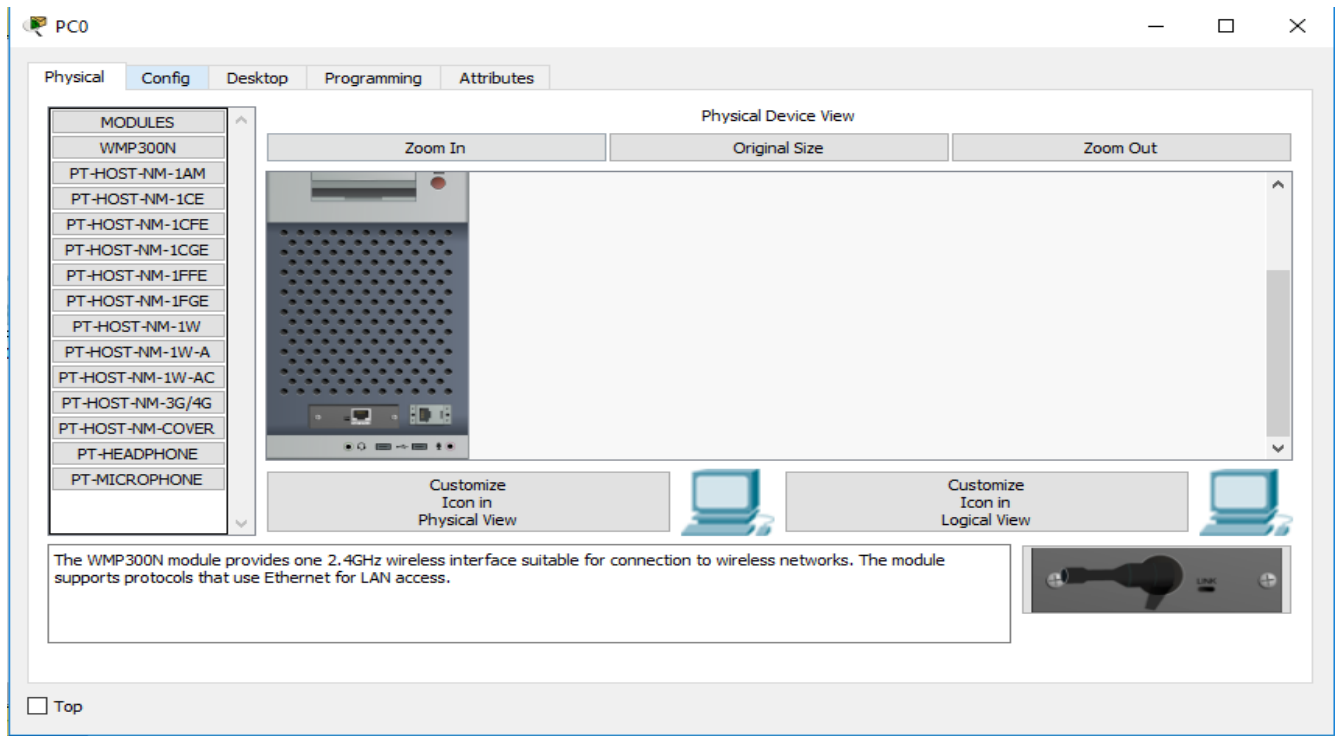 PC0
Physical
Config
Desktop
Programming
Attributes
MODULES
WMP300N
PT-HOST-NM-1AM
PT-HOST-NM-1CE
PT-HOST-NM-1CFE
PT-HOST-NM-1CGE
PT-HOST-NM-1FFE
PT-HOST-NM-1FGE
PT-HOST-NM-1W
PT-HOST-NM-1W-A
PT-HOST-NM-1W-AC
PT-HOST-NM-3G/4G
PT-HOST-NM-COVER
PT-HEADPHONE
PT-MICROPHONE
Physical Device View
Zoom In
Original Size
Zoom Out
Customize
Icon in
Physical View
Customize
Icon in
Logical View
The WMP300N module provides one 2.4GHz wireless interface suitable for connection to wireless networks. The module
supports protocols that use Ethernet for LAN access.
LINK
Top